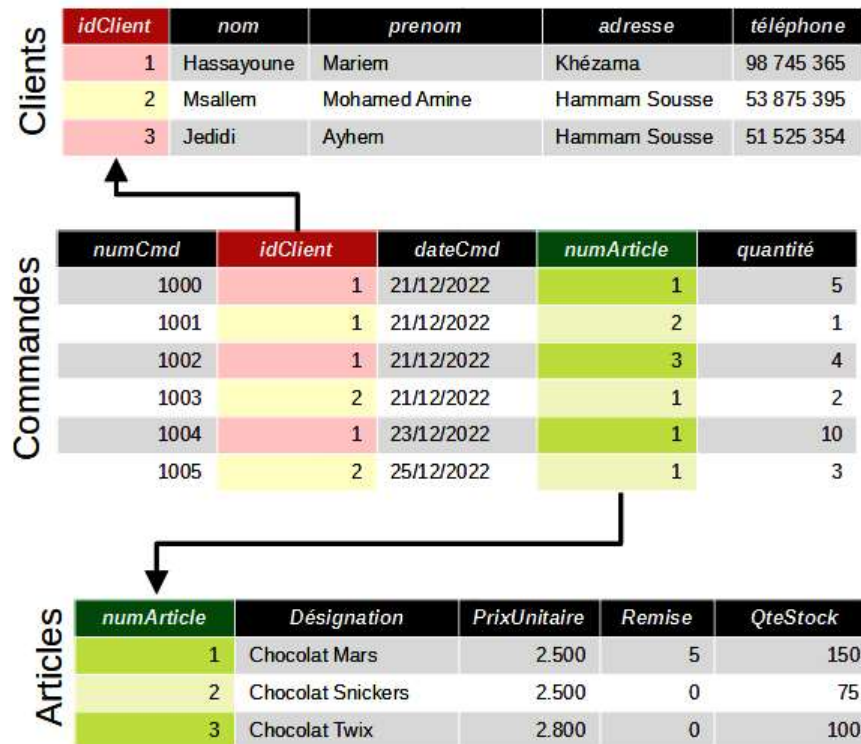 Clients
idClient nom prenom adresse téléphone
1 Hassayoune Mariem Khézama 98 745 365
2 Msallem Mohamed Amine Hammam Sousse 53 875 395
3 Jedidi Ayhem Hammam Sousse 51 525 354
Commandes
numCmd idClient dateCmd numArticle quantité
1000 1 21/12/2022 1 5
1001 1 21/12/2022 2 1
1002 1 21/12/2022 3 4
1003 2 21/12/2022 1 2
1004 1 23/12/2022 1 10
1005 2 25/12/2022 1 3
Articles
numArticle Désignation PrixUnitaire Remise QteStock
1 Chocolat Mars 2.500 5 150
2 Chocolat Snickers 2.500 0 75
3 Chocolat Twix 2.800 0 100